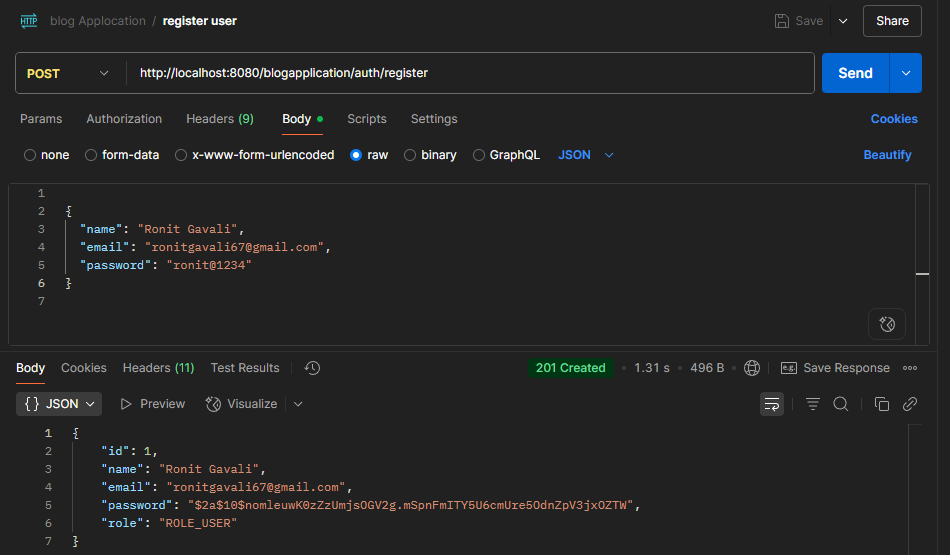 HTTP blog Applocation / register user Save Share
POST http://localhost:8080/blogapplication/auth/register Send
Params Authorization Headers (9) Body Scripts Settings Cookies
none form-data x-www-form-urlencoded raw binary GraphQL JSON Beautify
1
2 {
3 "name": "Ronit Gavali",
4 "email": "ronitgavali67@gmail.com",
5 "password": "ronit@1234"
6 }
7
Body Cookies Headers (11) Test Results 201 Created • 1.31 s • 496 B e.g. Save Response
{} JSON Preview Visualize
1 {
2 "id": 1,
3 "name": "Ronit Gavali",
4 "email": "ronitgavali67@gmail.com",
5 "password": "$2a$10$nomleuwK0zZzUmjsOGV2g.mSpnFmITY5U6cmUre5OdnZpV3jxOZTW",
6 "role": "ROLE_USER"
7 }